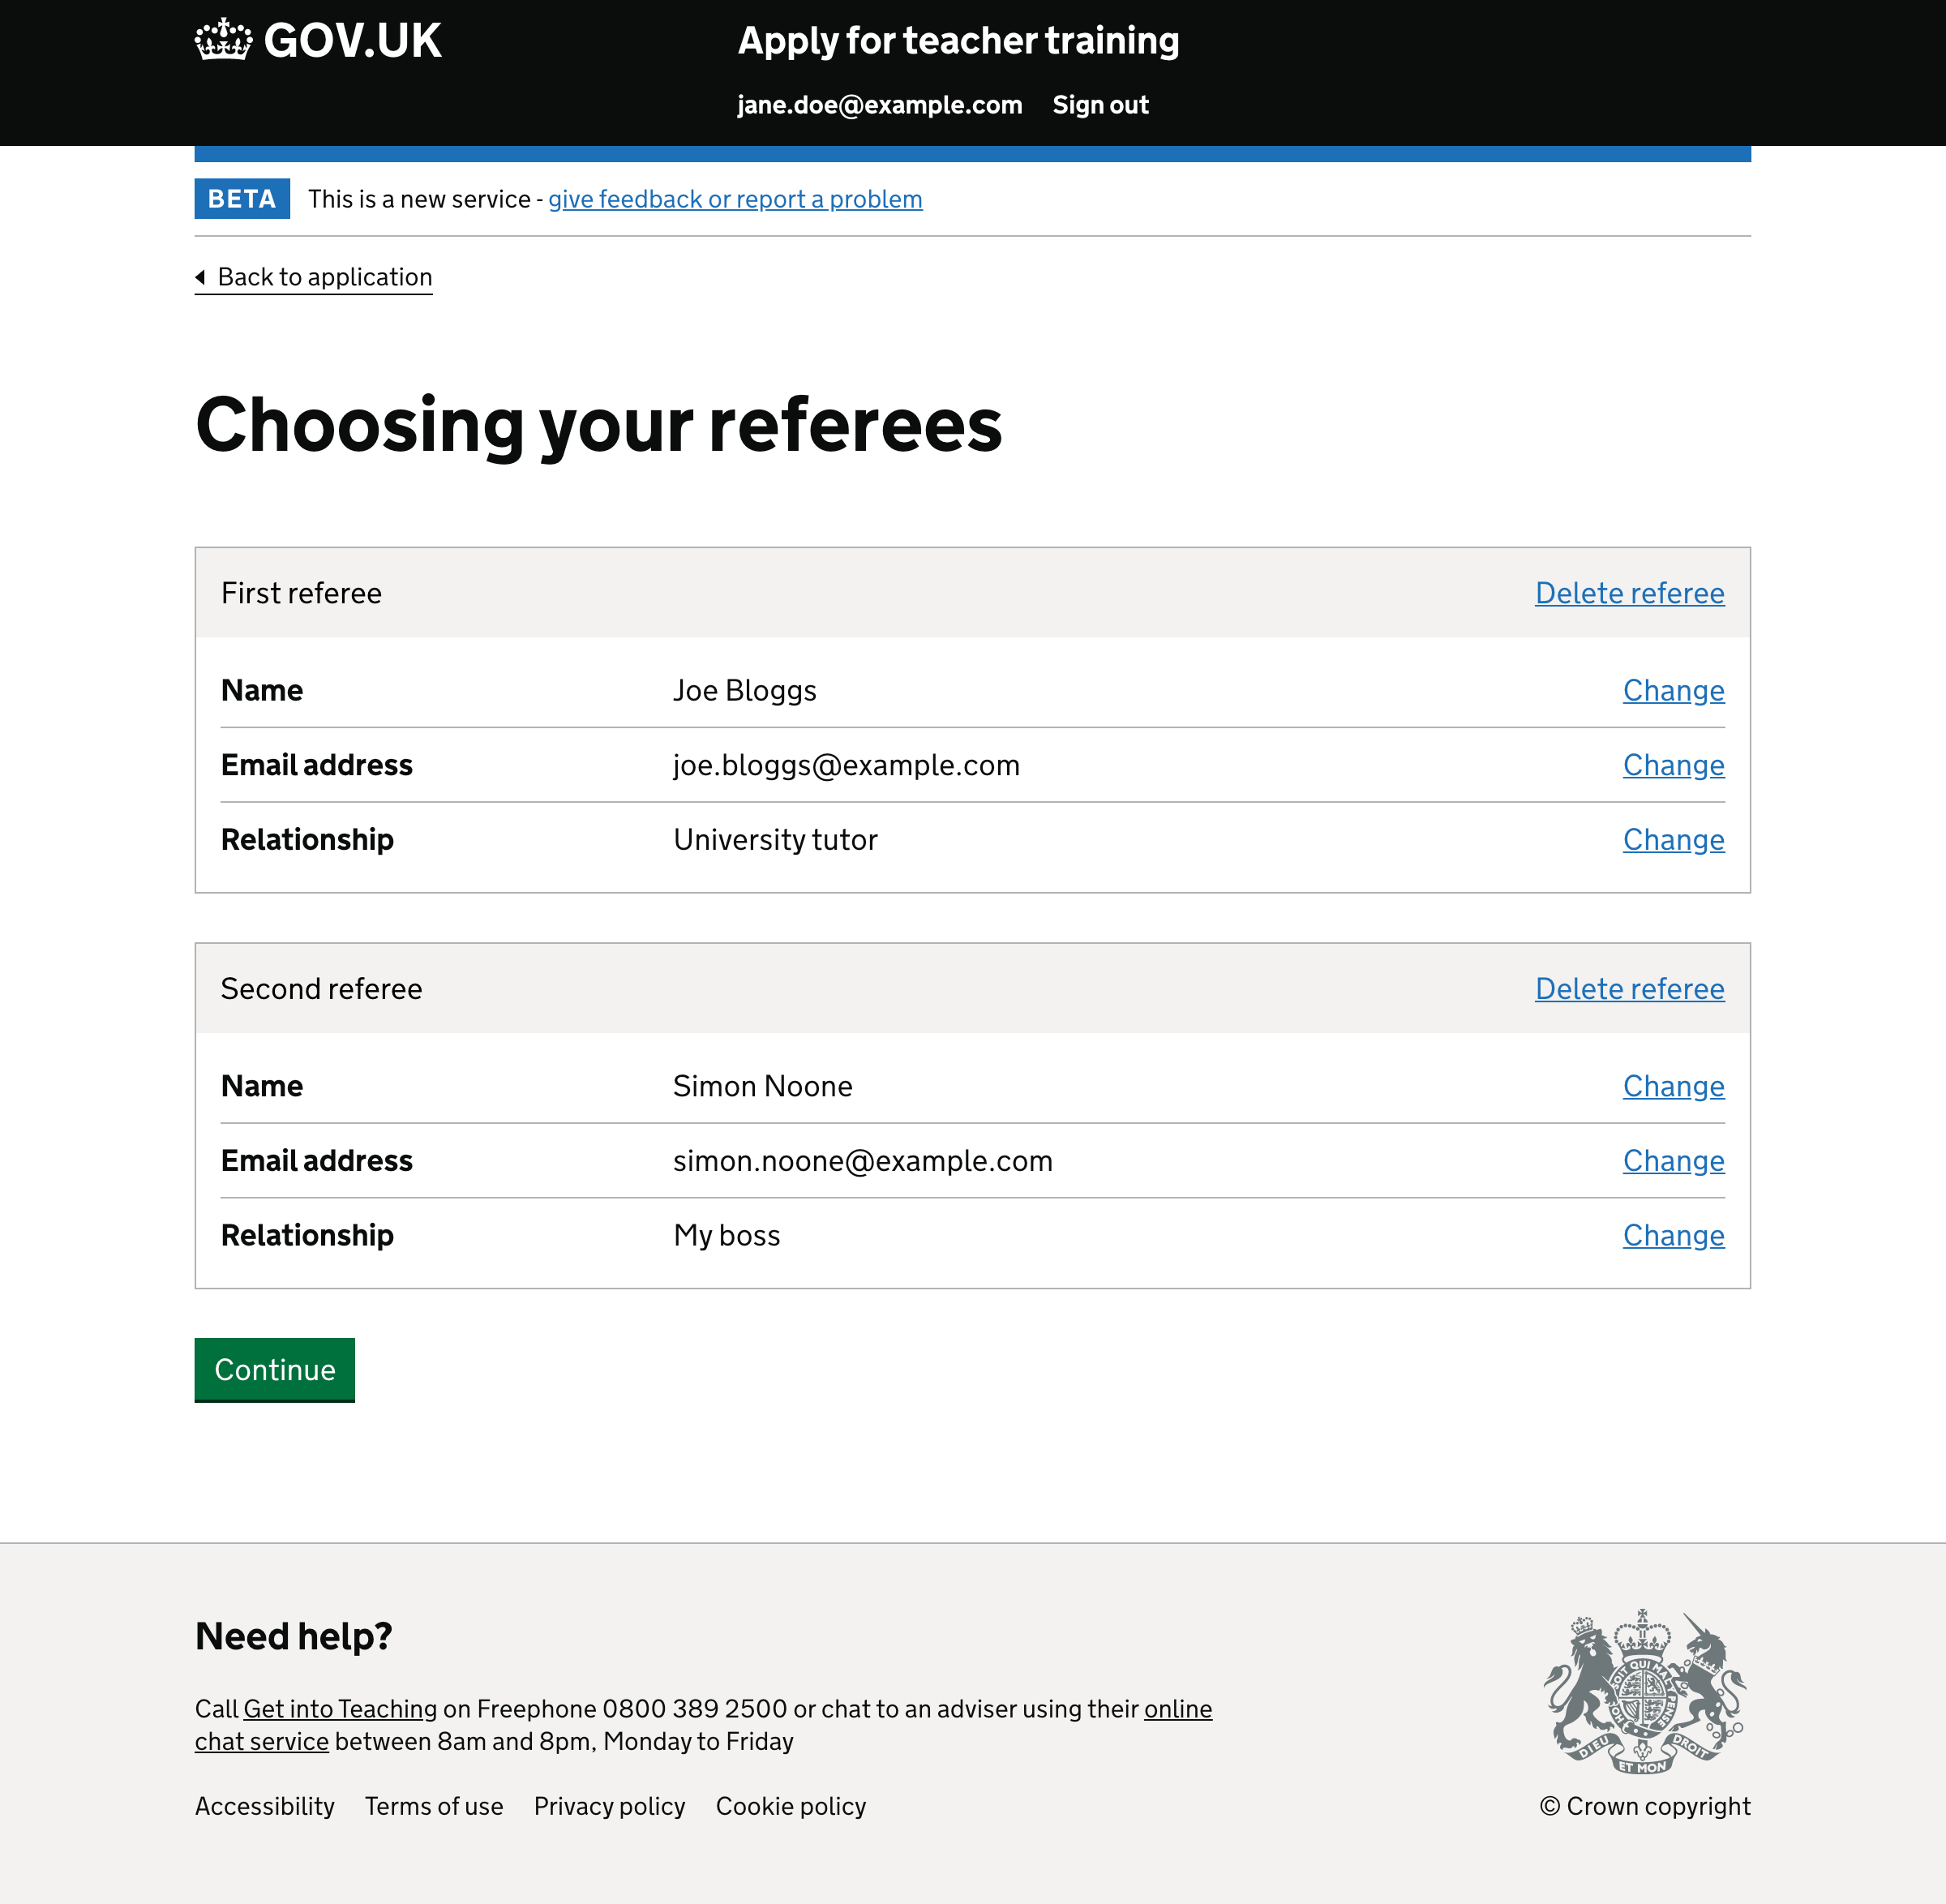 GOV.UK
Apply for teacher training
jane.doe@example.com Sign out
BETA This is a new service - give feedback or report a problem
Back to application
Choosing your referees
First referee Delete referee
Name Joe Bloggs Change
Email address joe.bloggs@example.com Change
Relationship University tutor Change
Second referee Delete referee
Name Simon Noone Change
Email address simon.noone@example.com Change
Relationship My boss Change
Continue
Need help?
Call Get into Teaching on Freephone 0800 389 2500 or chat to an adviser using their online
chat service between 8am and 8pm, Monday to Friday
Accessibility Terms of use Privacy policy Cookie policy
DIEU ET MON DROIT
© Crown copyright